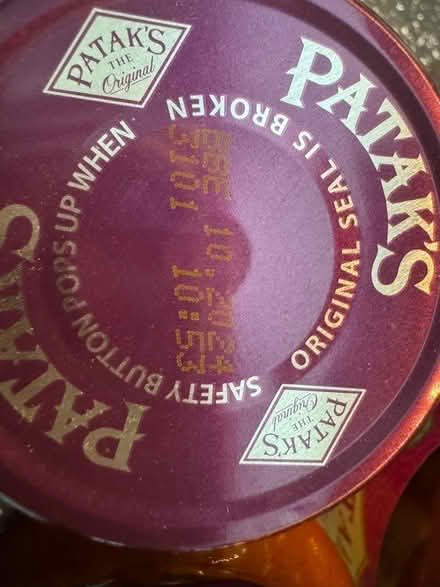 PATAK'S
THE
Original
PATAK'S
SAFETY BUTTON POPS UP WHEN
ORIGINAL SEAL IS BROKEN
BBE 10.2024
3101 10:53
PATAK'S
THE
Original
PATAK'S